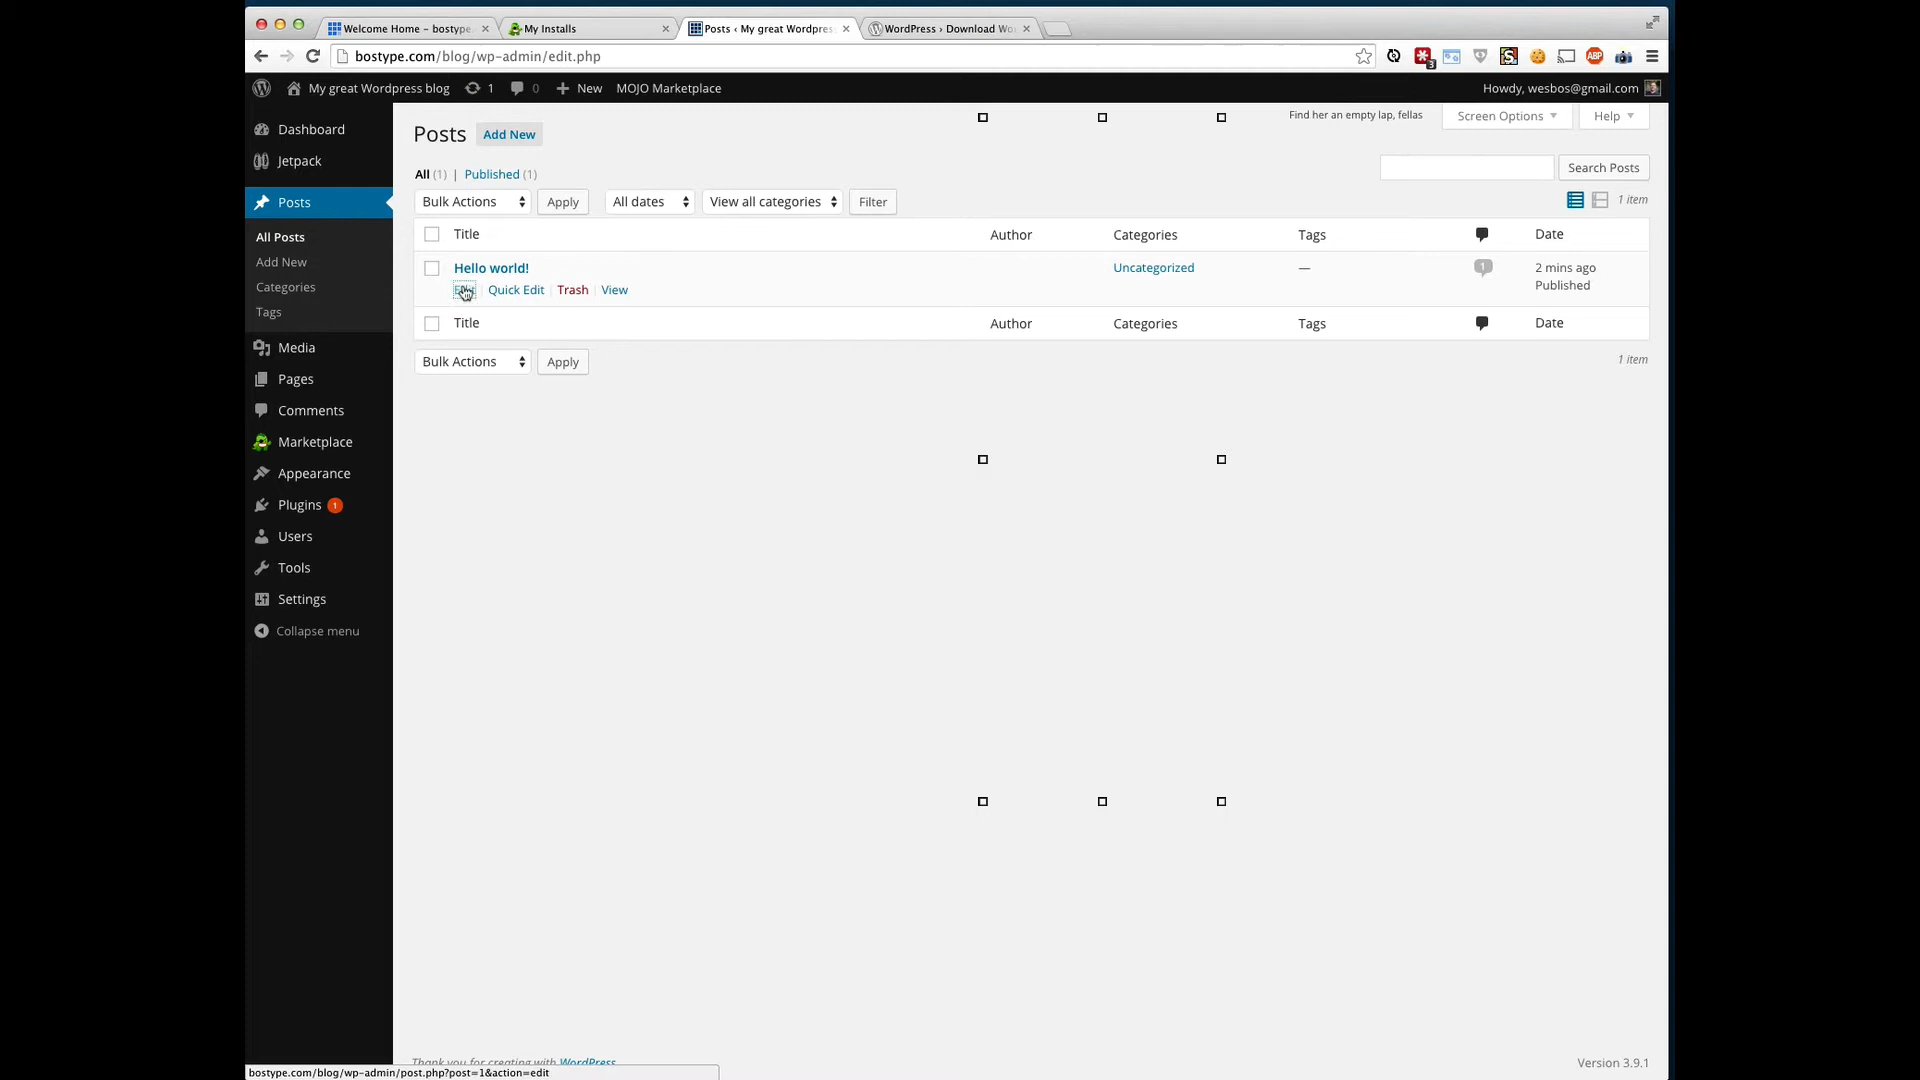 Welcome Home – bostype.
My Installs
Posts ‹ My great Wordpress
WordPress › Download Wo
bostype.com/blog/wp-admin/edit.php
3
ABP
My great Wordpress blog
1
0
New
MOJO Marketplace
Howdy, wesbos@gmail.com
Dashboard
Jetpack
Posts
All Posts
Add New
Categories
Tags
Media
Pages
Comments
Marketplace
Appearance
Plugins 1
Users
Tools
Settings
Collapse menu
Posts Add New
Find her an empty lap, fellas
Screen Options
Help
All (1) | Published (1)
Search Posts
Bulk Actions
Apply
All dates
View all categories
Filter
1 item
Title Author Categories Tags Date
Hello world! Uncategorized — 1 2 mins ago
Quick Edit | Trash | View Published
Title Author Categories Tags Date
Bulk Actions
Apply
1 item
Thank you for creating with WordPress
Version 3.9.1
bostype.com/blog/wp-admin/post.php?post=1&action=edit